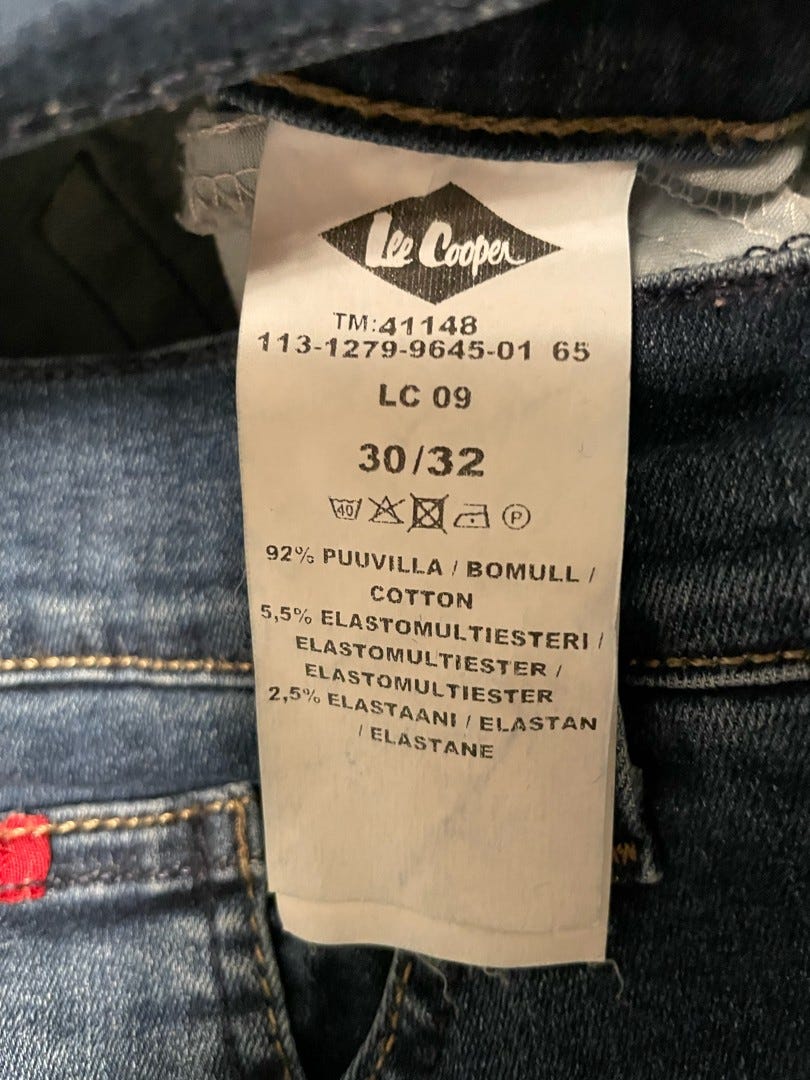 Lee Cooper
TM:41148
113-1279-9645-01 65
LC 09
30/32
40 P
92% PUUVILLA / BOMULL /
COTTON
5,5% ELASTOMULTIESTERI /
ELASTOMULTIESTER /
ELASTOMULTIESTER
2,5% ELASTAANI / ELASTAN
/ ELASTANE